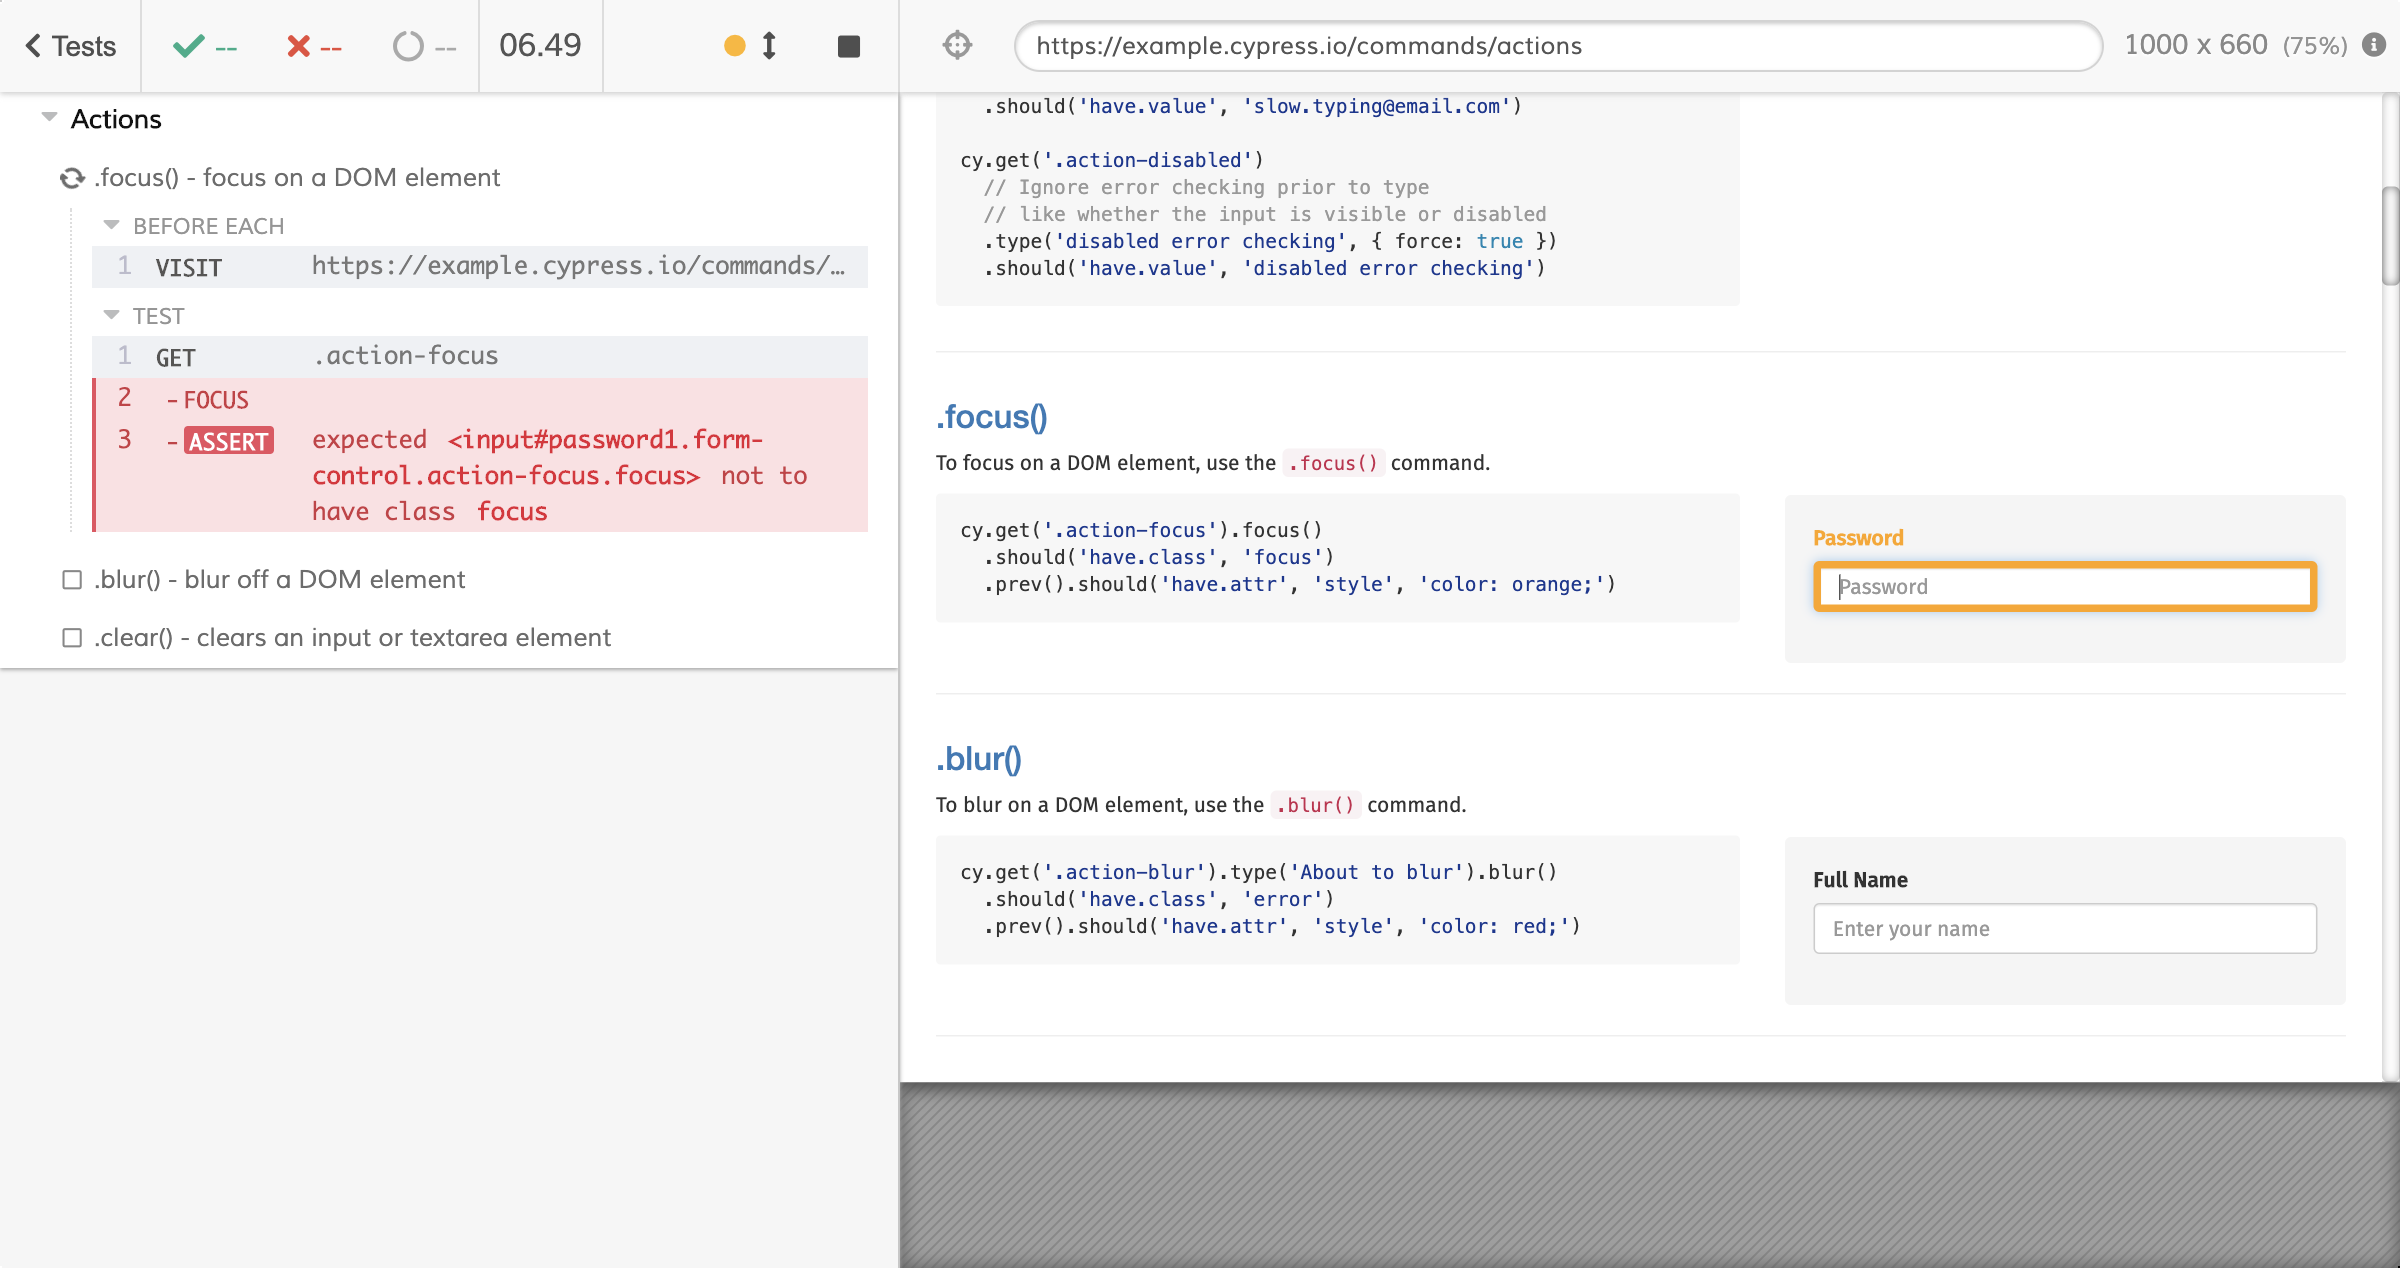 Tests
--
--
--
06.49
https://example.cypress.io/commands/actions
1000 x 660 (75%)
Actions
.focus() - focus on a DOM element
BEFORE EACH
1 VISIT https://example.cypress.io/commands/…
TEST
1 GET .action-focus
2 -FOCUS
3 -ASSERT expected <input#password1.form-
control.action-focus.focus> not to
have class focus
.blur() - blur off a DOM element
.clear() - clears an input or textarea element
.should('have.value', 'slow.typing@email.com')
cy.get('.action-disabled')
// Ignore error checking prior to type
// like whether the input is visible or disabled
.type('disabled error checking', { force: true })
.should('have.value', 'disabled error checking')
.focus()
To focus on a DOM element, use the .focus() command.
cy.get('.action-focus').focus()
.should('have.class', 'focus')
.prev().should('have.attr', 'style', 'color: orange;')
Password
Password
.blur()
To blur on a DOM element, use the .blur() command.
cy.get('.action-blur').type('About to blur').blur()
.should('have.class', 'error')
.prev().should('have.attr', 'style', 'color: red;')
Full Name
Enter your name